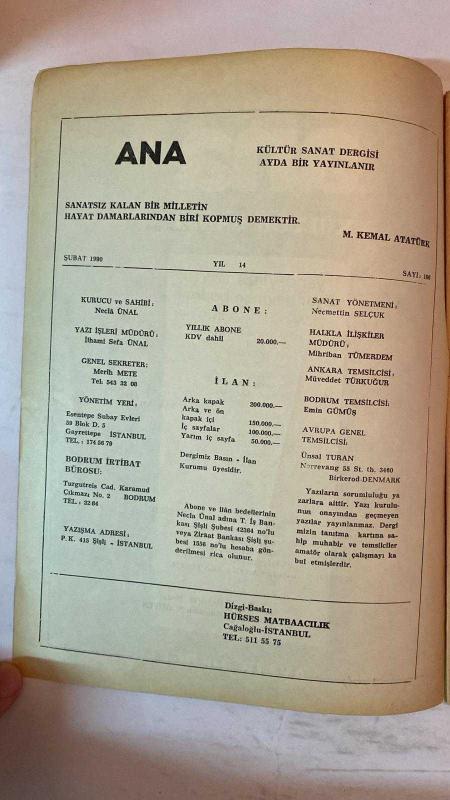 ANA
KÜLTÜR SANAT DERGİSİ
AYDA BİR YAYINLANIR
SANATSIZ KALAN BİR MİLLETİN
HAYAT DAMARLARINDAN BİRİ KOPMUŞ DEMEKTİR.
M. KEMAL ATATÜRK
ŞUBAT 1990
YIL 14
SAYI:
KURUCU ve SAHİBİ:
Neclâ ÜNAL
YAZI İŞLERİ MÜDÜRÜ;
İlhami Sefa ÜNAL
GENEL SEKRETER:
Merih METE
Tel: 543 32 08
YÖNETİM YERİ:
Esentepe Subay Evleri
59 Blok D. 5
Gayrettepe İSTANBUL
TEL.: 174 56 79
BODRUM İRTİBAT
BÜROSU:
Turgutreis Cad. Karamud
Çıkmazı No. 2 BODRUM
TEL: 32 64
YAZIŞMA ADRESİ:
P.K. 415 Şişli - İSTANBUL
ABONE:
YILLIK ABONE
KDV dahil 20.000.—
İLAN:
Arka kapak 200.000.—
Arka ve ön
kapak içi 150.000.—
İç sayfalar 100.000.—
Yarım iç sayfa 50.000.—
Dergimiz Basın - İlan
Kurumu üyesidir.
Abone ve ilân bedellerinin
Necla Ünal adına T. İş Ban-
kası Şişli Şubesi 42304 no'lu
veya Ziraat Bankası Şişli şu-
besi 1556 no'lu hesaba gön-
derilmesi rica olunur.
SANAT YÖNETMENİ:
Necmettin SELÇUK
HALKLA İLİŞKİLER
MÜDÜRÜ,
Mihriban TÜMERDEM
ANKARA TEMSİLCİSİ:
Müveddet TÜRKUĞUR
BODRUM TEMSİLCİSİ:
Emin GÜMÜŞ
AVRUPA GENEL
TEMSİLCİSİ:
Ünsal TURAN
Nørrevang 55 St. th. 3460
Birkerod-DENMARK
Yazıların sorumluluğu ya
zarlara aittir. Yazı kurulu-
nun onayından geçmeyen
yazılar yayınlanmaz. Dergi
mizin tanıtma kartına sa-
hip muhabir ve temsilciler
amatör olarak çalışmayı ka
bul etmişlerdir.
Dizgi-Baskı:
HÜRSES MATBAACILIK
Cağaloğlu-İSTANBUL
TEL: 511 55 75